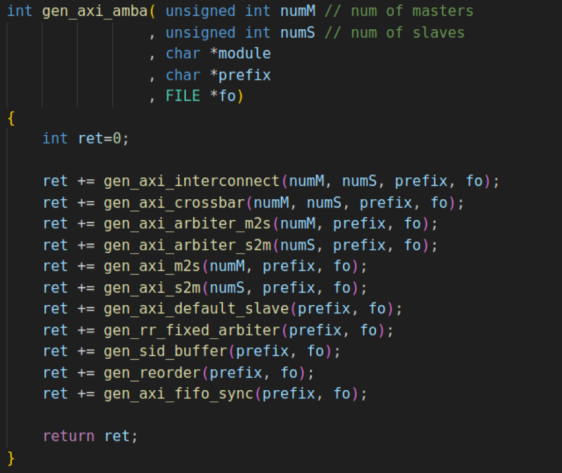 int gen_axi_amba( unsigned int numM // num of masters
, unsigned int numS // num of slaves
, char *module
, char *prefix
, FILE *fo)
{
int ret=0;
ret += gen_axi_interconnect(numM, numS, prefix, fo);
ret += gen_axi_crossbar(numM, numS, prefix, fo);
ret += gen_axi_arbiter_m2s(numM, prefix, fo);
ret += gen_axi_arbiter_s2m(numS, prefix, fo);
ret += gen_axi_m2s(numM, prefix, fo);
ret += gen_axi_s2m(numS, prefix, fo);
ret += gen_axi_default_slave(prefix, fo);
ret += gen_rr_fixed_arbiter(prefix, fo);
ret += gen_sid_buffer(prefix, fo);
ret += gen_reorder(prefix, fo);
ret += gen_axi_fifo_sync(prefix, fo);
return ret;
}